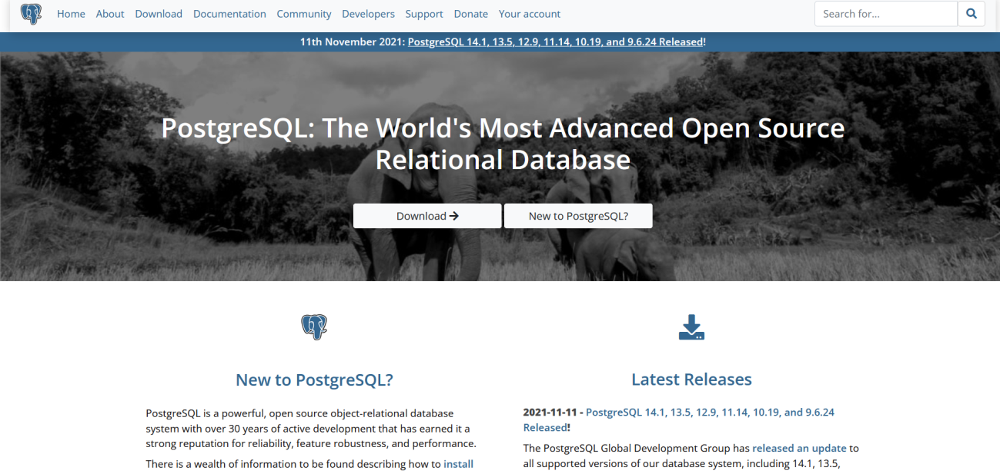 Home About Download Documentation Community Developers Support Donate Your account
Search for...
11th November 2021: PostgreSQL 14.1, 13.5, 12.9, 11.14, 10.19, and 9.6.24 Released!
PostgreSQL: The World's Most Advanced Open Source
Relational Database
Download
New to PostgreSQL?
New to PostgreSQL?
PostgreSQL is a powerful, open source object-relational database
system with over 30 years of active development that has earned it a
strong reputation for reliability, feature robustness, and performance.
There is a wealth of information to be found describing how to install
Latest Releases
2021-11-11 - PostgreSQL 14.1, 13.5, 12.9, 11.14, 10.19, and 9.6.24
Released!
The PostgreSQL Global Development Group has released an update to
all supported versions of our database system, including 14.1, 13.5,